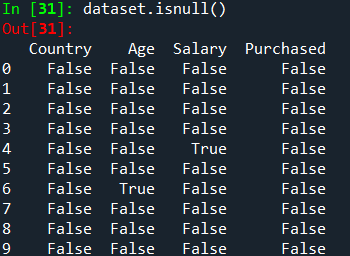 In [31]: dataset.isnull()
Out[31]:
   Country    Age  Salary  Purchased
0    False  False   False      False
1    False  False   False      False
2    False  False   False      False
3    False  False   False      False
4    False  False    True      False
5    False  False   False      False
6    False   True   False      False
7    False  False   False      False
8    False  False   False      False
9    False  False   False      False